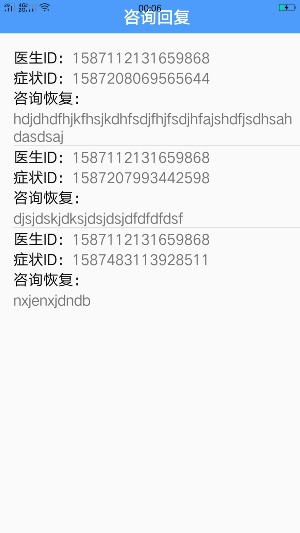 00:06
咨询回复
医生ID：1587112131659868
症状ID：1587208069565644
咨询恢复：
hdjdhdfhjkfhsjkdhfsdjfhjfsdjhfajshdfjsdhsah
dasdsaj
医生ID：1587112131659868
症状ID：1587207993442598
咨询恢复：
djsjdskjdksjdsjdsjdfdfdfdsf
医生ID：1587112131659868
症状ID：1587483113928511
咨询恢复：
nxjenxjdndb